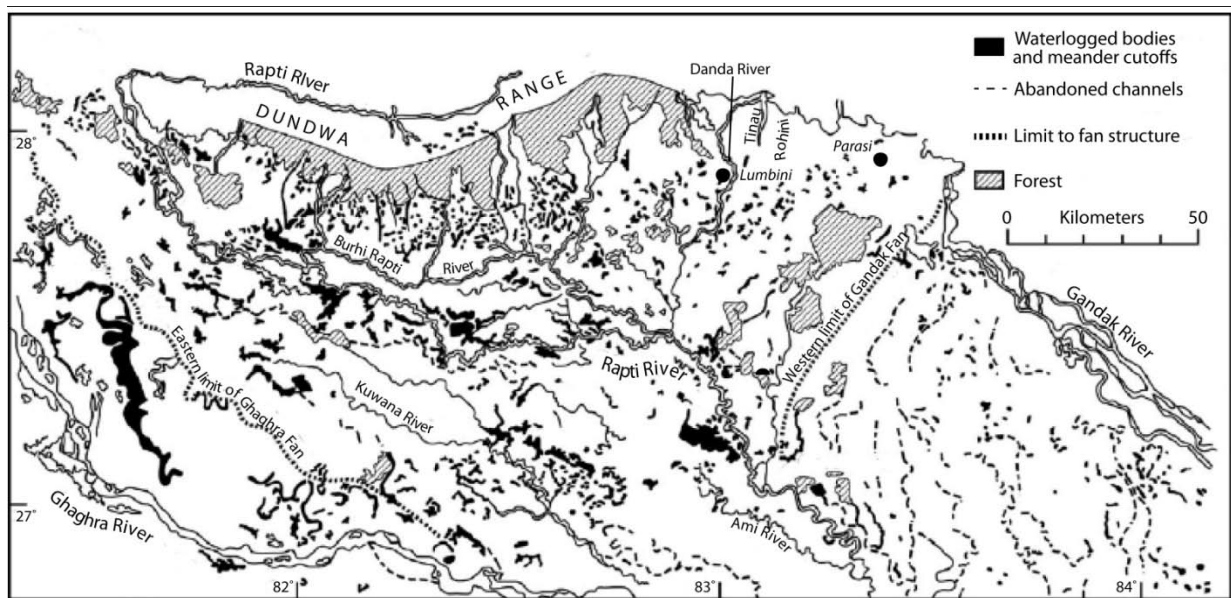 Waterlogged bodies
and meander cutoffs
Abandoned channels
Limit to fan structure
Forest
0 Kilometers 50
Rapti RIver
DUNDWA RANGE
Danda River
Tinau
Rohini
Parasi
Lumbini
28°
Burhi Rapti River
Gandak River
Western limit of Gandak Fan
Eastern limit of Ghaghra Fan
Rapti River
Kuwana River
27°
Ghaghra River
Ami River
82°
83°
84°